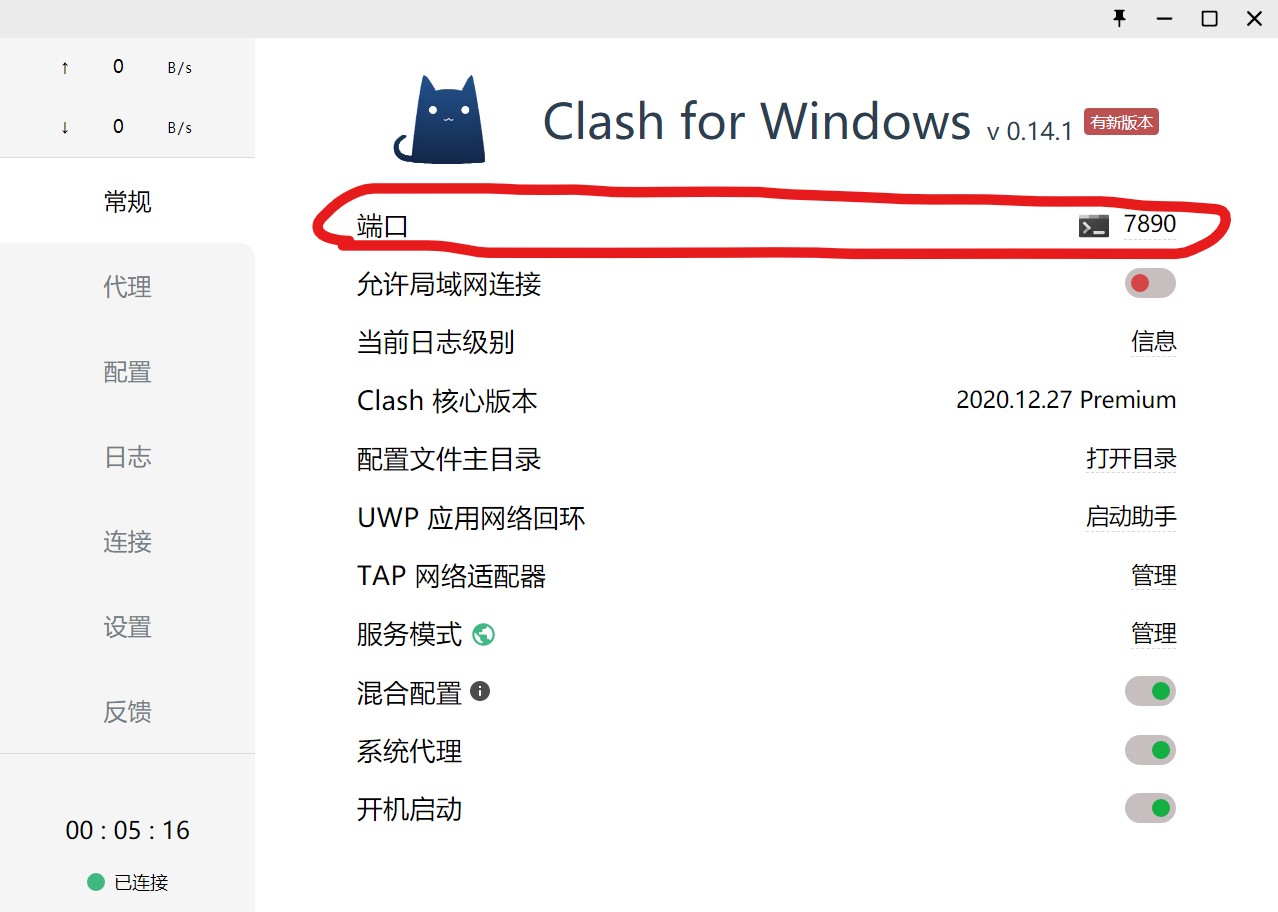 ↑ 0 B/s
↓ 0 B/s
常规
代理
配置
日志
连接
设置
反馈
00 : 05 : 16
已连接
Clash for Windows v 0.14.1 有新版本
端口 7890
允许局域网连接
当前日志级别 信息
Clash 核心版本 2020.12.27 Premium
配置文件主目录 打开目录
UWP 应用网络回环 启动助手
TAP 网络适配器 管理
服务模式 管理
混合配置
系统代理
开机启动